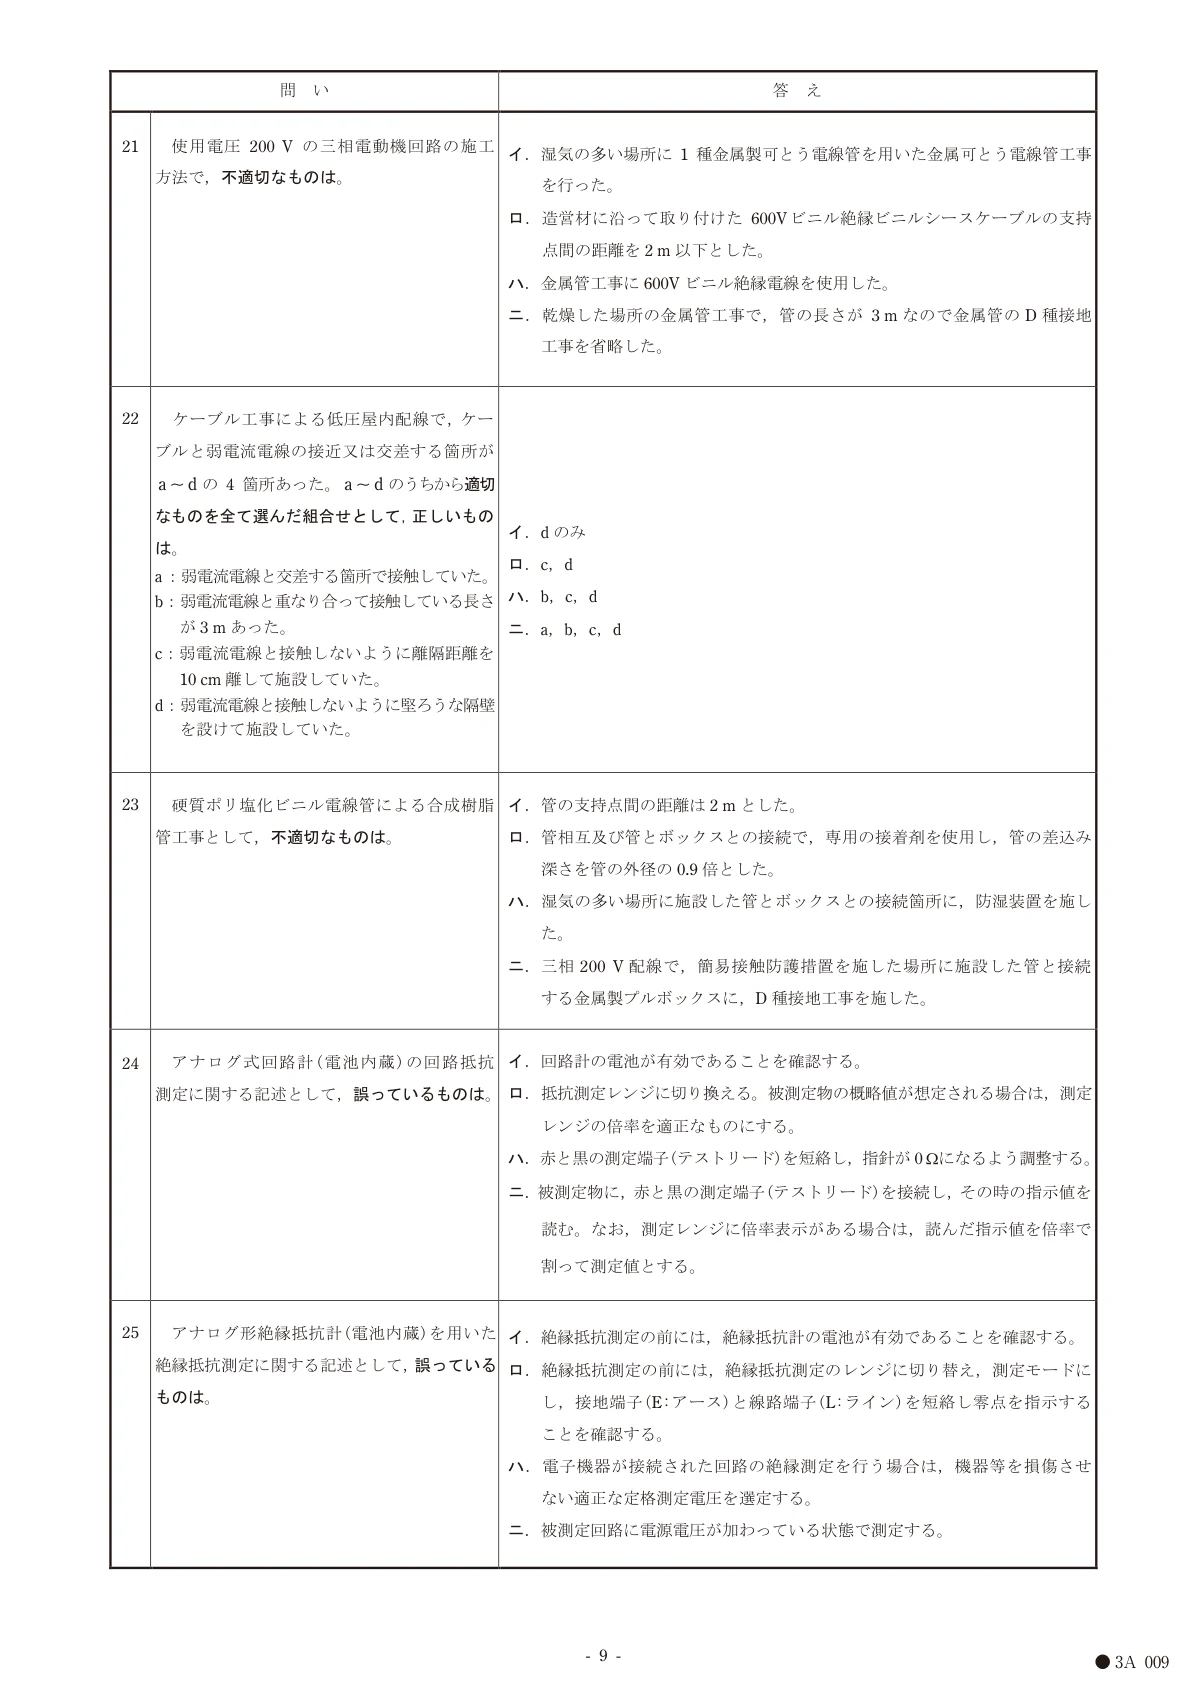 問　い　　答　え
21　使用電圧 200 V の三相電動機回路の施工
方法で，不適切なものは。
イ．湿気の多い場所に 1 種金属製可とう電線管を用いた金属可とう電線管工事
を行った。
ロ．造営材に沿って取り付けた 600V ビニル絶縁ビニルシースケーブルの支持
点間の距離を 2 m 以下とした。
ハ．金属管工事に 600V ビニル絶縁電線を使用した。
ニ．乾燥した場所の金属管工事で，管の長さが 3 m なので金属管の D 種接地
工事を省略した。
22　ケーブル工事による低圧屋内配線で，ケー
ブルと弱電流電線の接近又は交差する箇所が
a～d の 4 箇所あった。a～d のうちから適切
なものを全て選んだ組合せとして，正しいもの
は。
a：弱電流電線と交差する箇所で接触していた。
b：弱電流電線と重なり合って接触している長さ
が 3 m あった。
c：弱電流電線と接触しないように離隔距離を
10 cm 離して施設していた。
d：弱電流電線と接触しないように堅ろうな隔壁
を設けて施設していた。
イ．d のみ
ロ．c，d
ハ．b，c，d
ニ．a，b，c，d
23　硬質ポリ塩化ビニル電線管による合成樹脂
管工事として，不適切なものは。
イ．管の支持点間の距離は 2 m とした。
ロ．管相互及び管とボックスとの接続で，専用の接着剤を使用し，管の差込み
深さを管の外径の 0.9 倍とした。
ハ．湿気の多い場所に施設した管とボックスとの接続箇所に，防湿装置を施し
た。
ニ．三相 200 V 配線で，簡易接触防護措置を施した場所に施設した管と接続
する金属製プルボックスに，D 種接地工事を施した。
24　アナログ式回路計(電池内蔵)の回路抵抗
測定に関する記述として，誤っているものは。
イ．回路計の電池が有効であることを確認する。
ロ．抵抗測定レンジに切り換える。被測定物の概略値が想定される場合は，測定
レンジの倍率を適正なものにする。
ハ．赤と黒の測定端子(テストリード)を短絡し，指針が 0 Ωになるよう調整する。
ニ．被測定物に，赤と黒の測定端子(テストリード)を接続し，その時の指示値を
読む。なお，測定レンジに倍率表示がある場合は，読んだ指示値を倍率で
割って測定値とする。
25　アナログ形絶縁抵抗計(電池内蔵)を用いた
絶縁抵抗測定に関する記述として，誤っている
ものは。
イ．絶縁抵抗測定の前には，絶縁抵抗計の電池が有効であることを確認する。
ロ．絶縁抵抗測定の前には，絶縁抵抗測定のレンジに切り替え，測定モードに
し，接地端子(E：アース)と線路端子(L：ライン)を短絡し零点を指示する
ことを確認する。
ハ．電子機器が接続された回路の絶縁測定を行う場合は，機器等を損傷させ
ない適正な定格測定電圧を選定する。
ニ．被測定回路に電源電圧が加わっている状態で測定する。
- 9 -
●3A 009